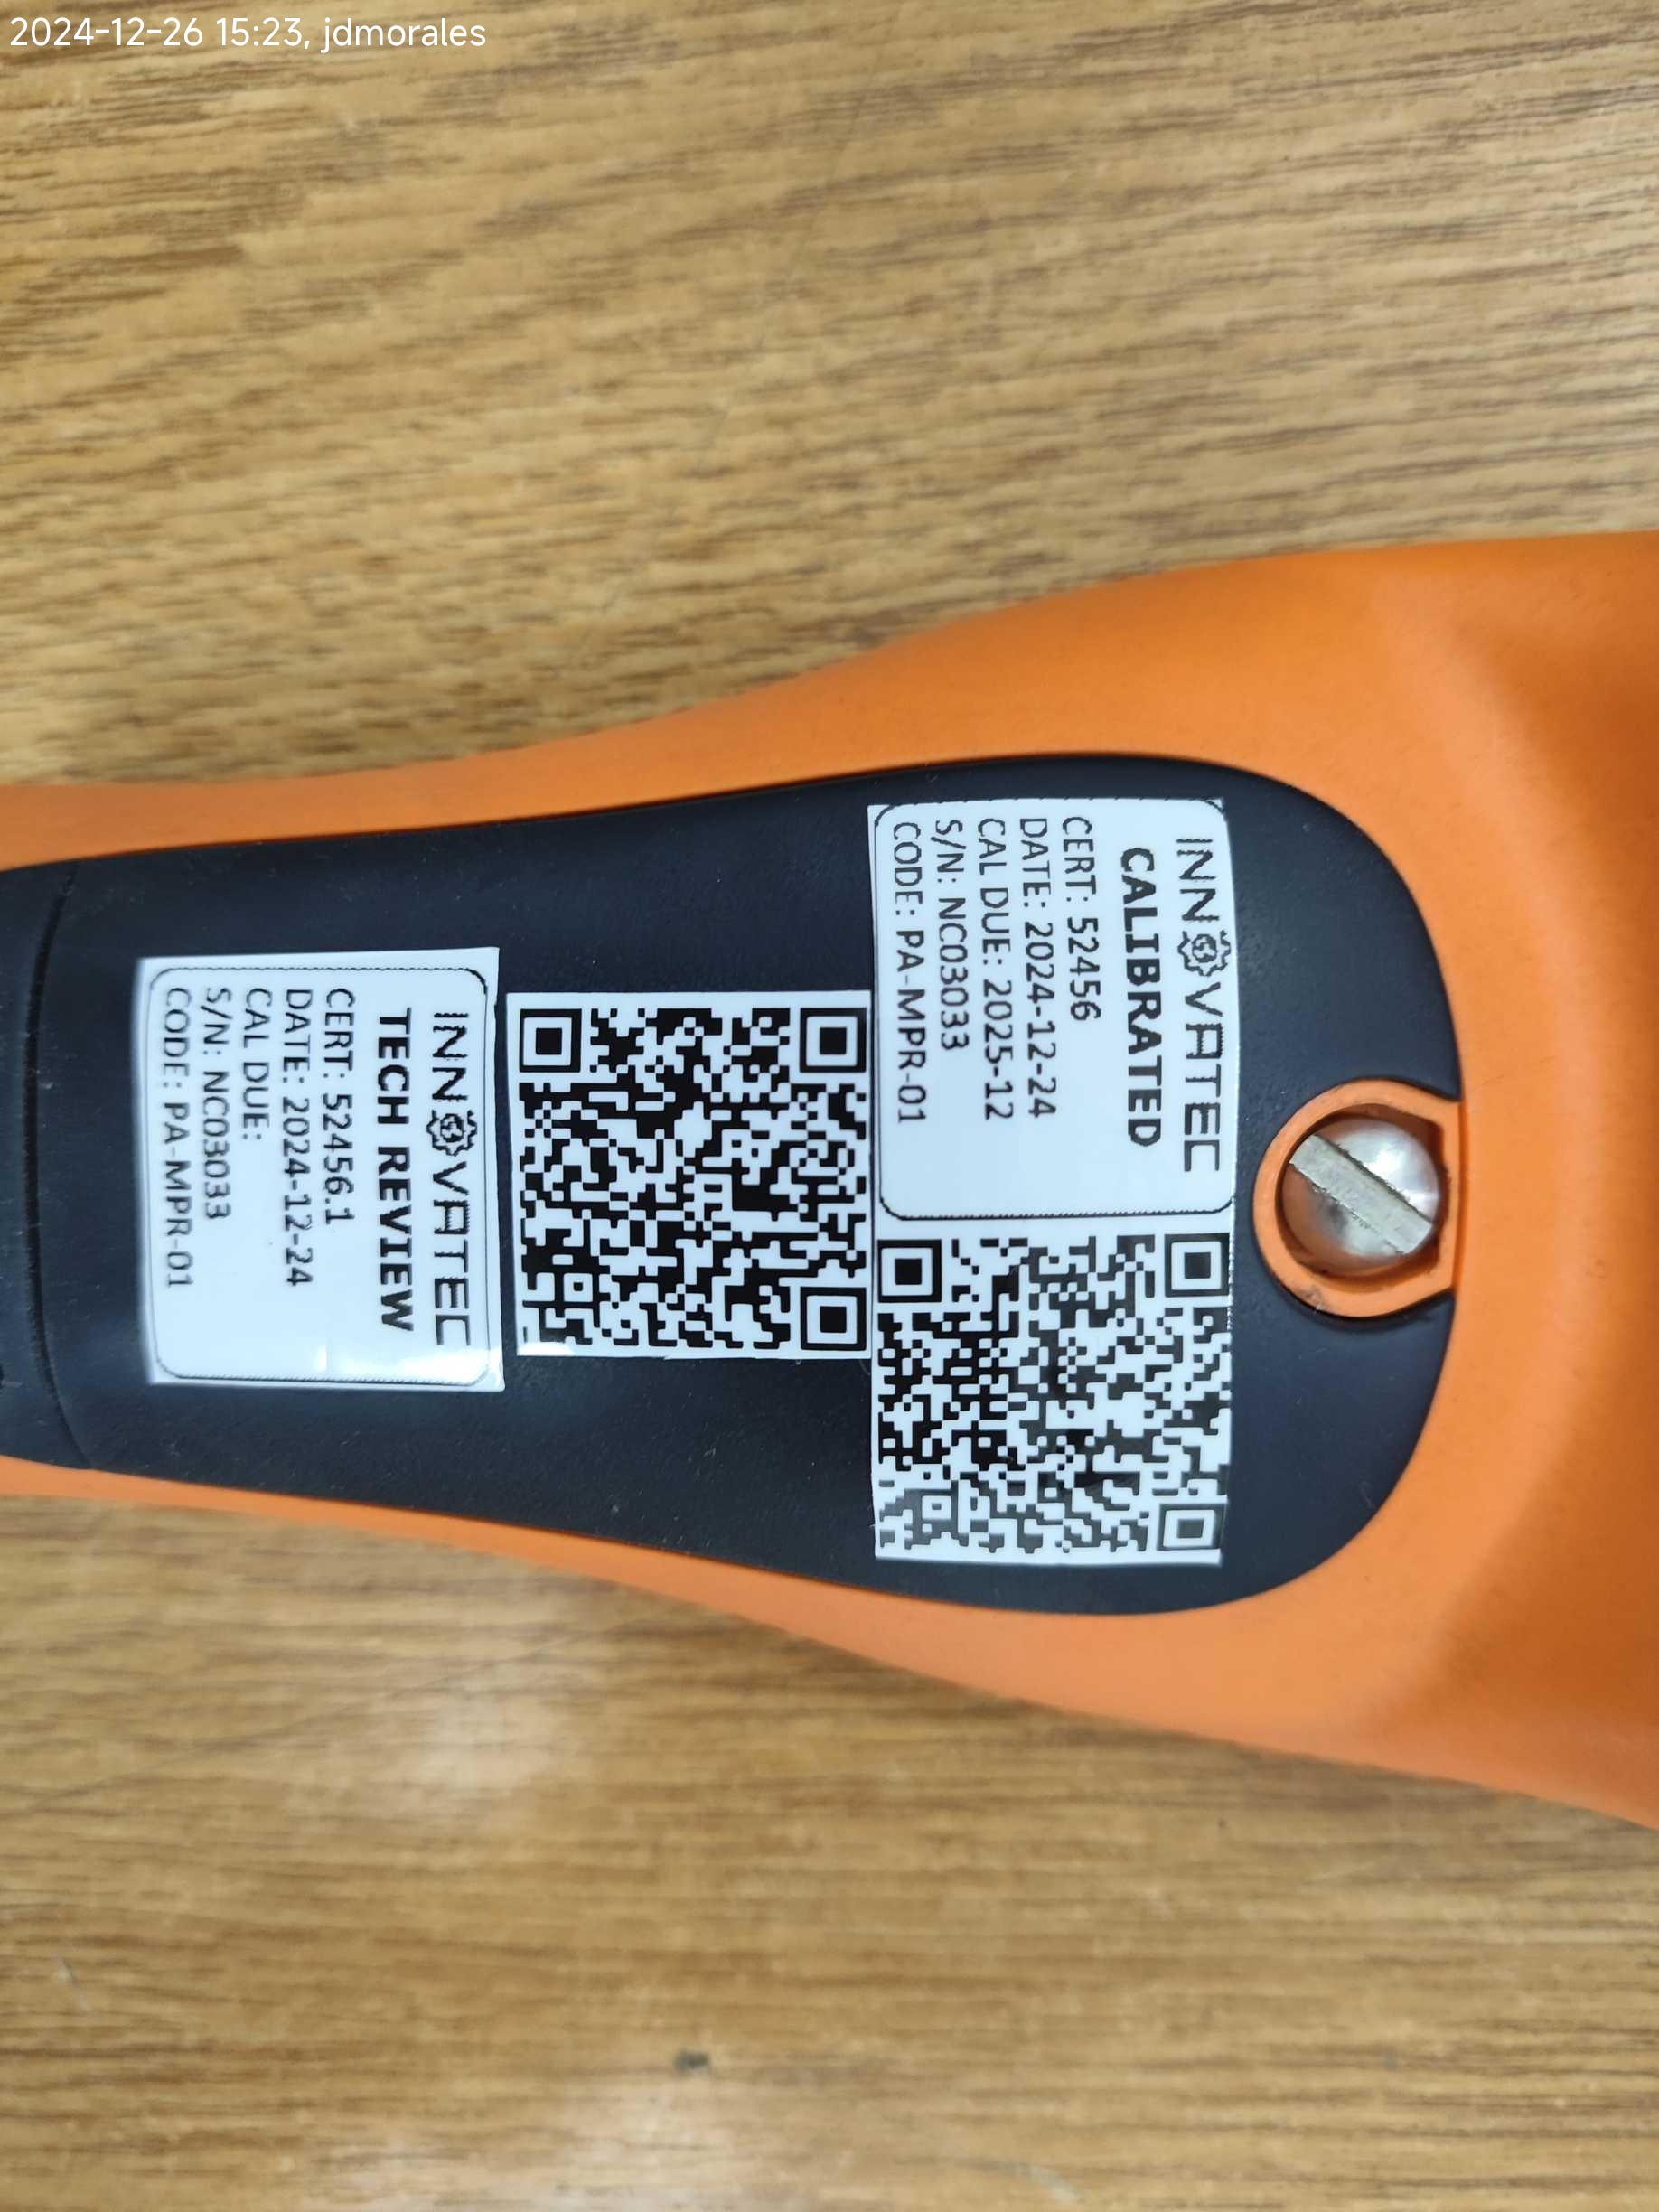 2024-12-26 15:23, jdmorales
INNOVATEC
CALIBRATED
CERT: 52456
DATE: 2024-12-24
CAL DUE: 2025-12
S/N: NC03033
CODE: PA-MPR-01
INNOVATEC
TECH REVIEW
CERT: 52456.1
DATE: 2024-12-24
CAL DUE:
S/N: NC03033
CODE: PA-MPR-01